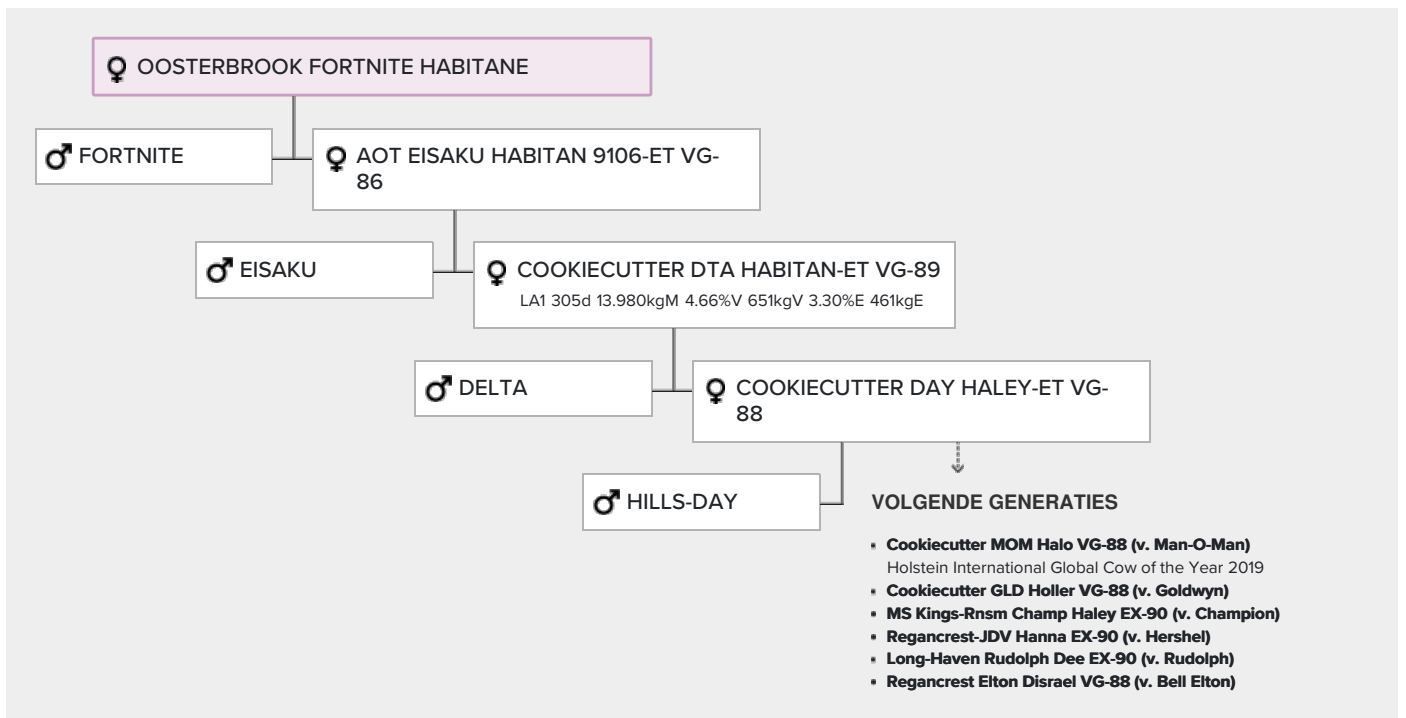 OOSTERBROOK FORTNITE HABITANE
FORTNITE
AOT EISAKU HABITAN 9106-ET VG-
86
EISAKU
COOKIECUTTER DTA HABITAN-ET VG-89
LA1 305d 13.980kgM 4.66%V 651kgV 3.30%E 461kgE
DELTA
COOKIECUTTER DAY HALEY-ET VG-
88
HILLS-DAY
VOLGENDE GENERATIES
Cookiecutter MOM Halo VG-88 (v. Man-O-Man)
Holstein International Global Cow of the Year 2019
Cookiecutter GLD Holler VG-88 (v. Goldwyn)
MS Kings-Rnsm Champ Haley EX-90 (v. Champion)
Regancrest-JDV Hanna EX-90 (v. Hershel)
Long-Haven Rudolph Dee EX-90 (v. Rudolph)
Regancrest Elton Disrael VG-88 (v. Bell Elton)